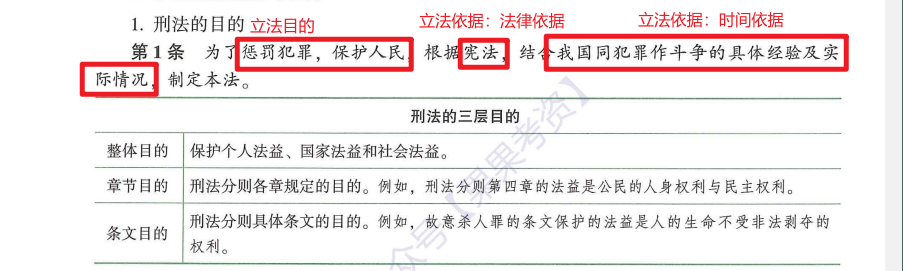 1. 刑法的目的 立法目的 立法依据：法律依据 立法依据：时间依据
第1条 为了惩罚犯罪，保护人民，根据宪法，结合我国同犯罪作斗争的具体经验及实
际情况，制定本法。
刑法的三层目的
整体目的 保护个人法益、国家法益和社会法益。
章节目的 刑法分则各章规定的目的。例如，刑法分则第四章的法益是公民的人身权利与民主权利。
条文目的 刑法分则具体条文的目的。例如，故意杀人罪的条文保护的法益是人的生命不受非法剥夺的
权利。
众号【果果考资】